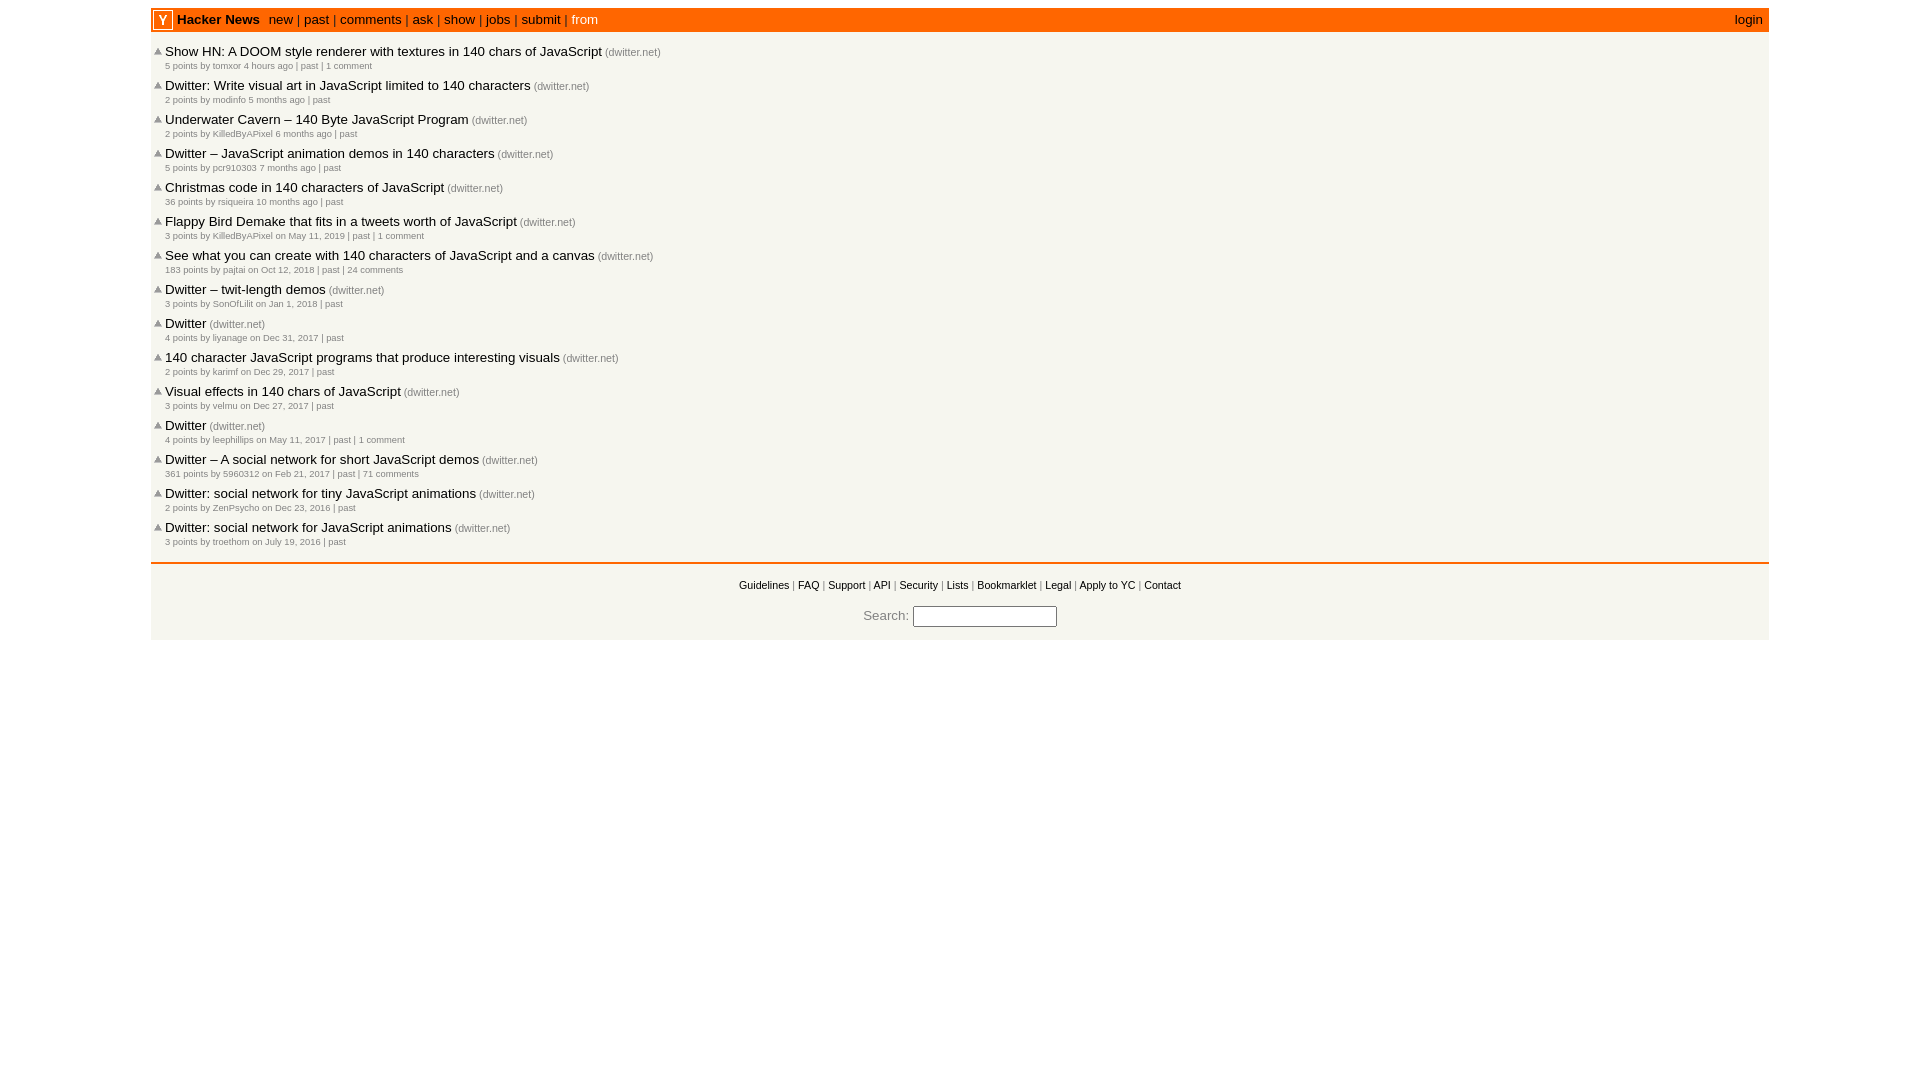 Y Hacker News new | past | comments | ask | show | jobs | submit | from login
Show HN: A DOOM style renderer with textures in 140 chars of JavaScript (dwitter.net)
5 points by tomxor 4 hours ago | past | 1 comment
Dwitter: Write visual art in JavaScript limited to 140 characters (dwitter.net)
2 points by modinfo 5 months ago | past
Underwater Cavern – 140 Byte JavaScript Program (dwitter.net)
2 points by KilledByAPixel 6 months ago | past
Dwitter – JavaScript animation demos in 140 characters (dwitter.net)
5 points by pcr910303 7 months ago | past
Christmas code in 140 characters of JavaScript (dwitter.net)
36 points by rsiqueira 10 months ago | past
Flappy Bird Demake that fits in a tweets worth of JavaScript (dwitter.net)
3 points by KilledByAPixel on May 11, 2019 | past | 1 comment
See what you can create with 140 characters of JavaScript and a canvas (dwitter.net)
183 points by pajtai on Oct 12, 2018 | past | 24 comments
Dwitter – twit-length demos (dwitter.net)
3 points by SonOfLilit on Jan 1, 2018 | past
Dwitter (dwitter.net)
4 points by liyanage on Dec 31, 2017 | past
140 character JavaScript programs that produce interesting visuals (dwitter.net)
2 points by karimf on Dec 29, 2017 | past
Visual effects in 140 chars of JavaScript (dwitter.net)
3 points by velmu on Dec 27, 2017 | past
Dwitter (dwitter.net)
4 points by leephillips on May 11, 2017 | past | 1 comment
Dwitter – A social network for short JavaScript demos (dwitter.net)
361 points by 5960312 on Feb 21, 2017 | past | 71 comments
Dwitter: social network for tiny JavaScript animations (dwitter.net)
2 points by ZenPsycho on Dec 23, 2016 | past
Dwitter: social network for JavaScript animations (dwitter.net)
3 points by troethom on July 19, 2016 | past
Guidelines | FAQ | Support | API | Security | Lists | Bookmarklet | Legal | Apply to YC | Contact
Search: